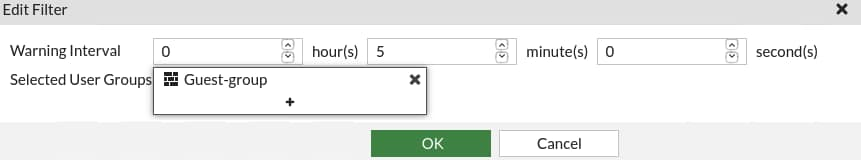 Edit Filter
Warning Interval 0 hour(s) 5 minute(s) 0 second(s)
Selected User Groups Guest-group
OK Cancel